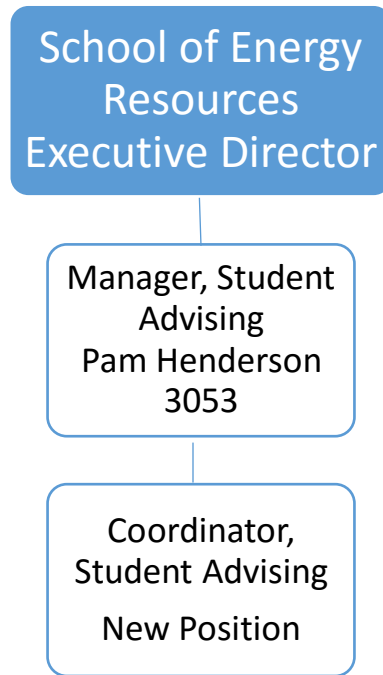 School of Energy
Resources
Executive Director
Manager, Student
Advising
Pam Henderson
3053
Coordinator,
Student Advising
New Position